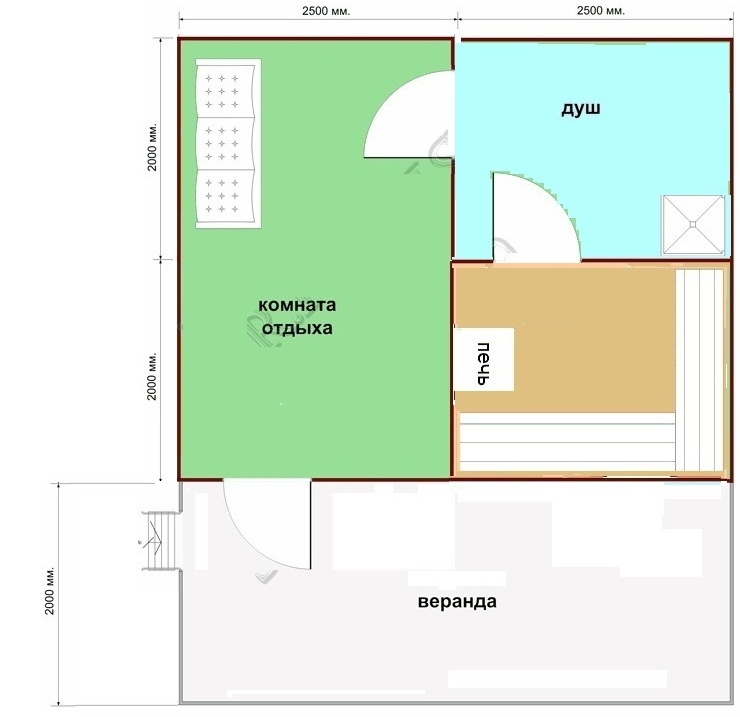 2500 мм.
2500 мм.
2000 мм.
душ
комната
отдыха
2000 мм.
печь
2000 мм.
веранда